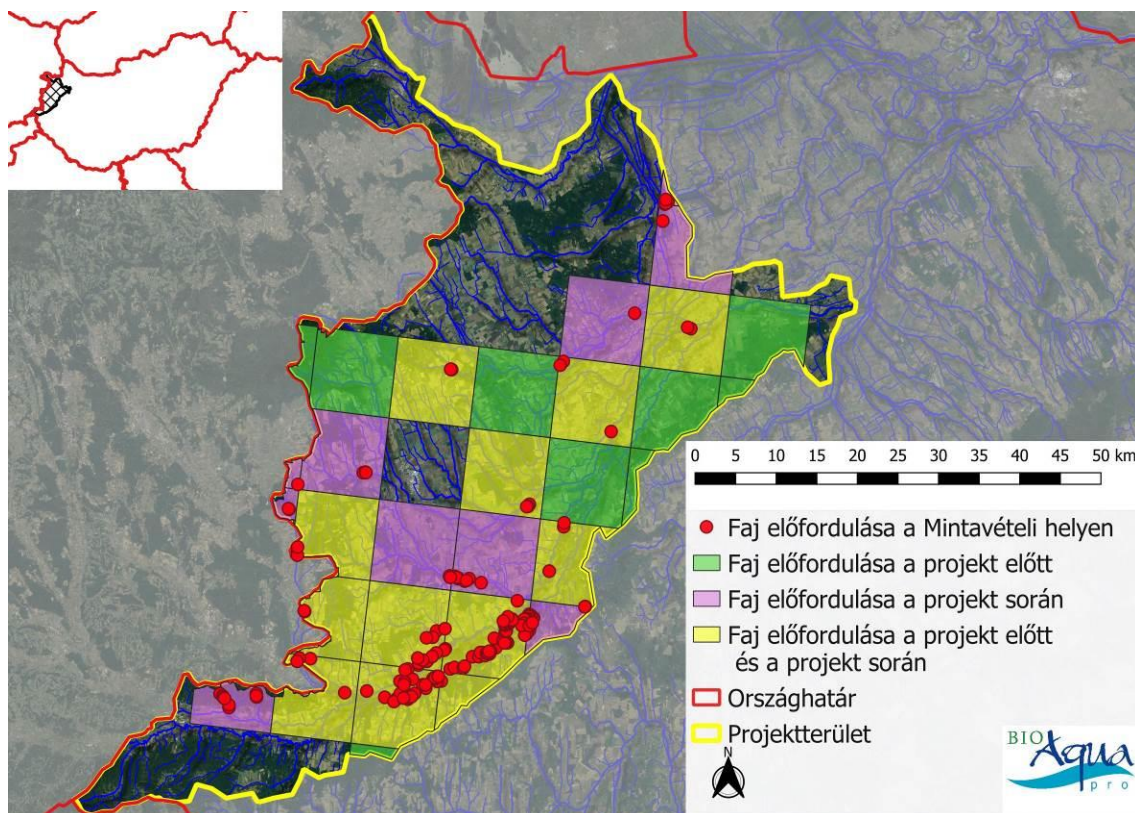 0 5 10 15 20 25 30 35 40 45 50 km
Faj előfordulása a Mintavételi helyen
Faj előfordulása a projekt előtt
Faj előfordulása a projekt során
Faj előfordulása a projekt előtt
és a projekt során
Országhatár
Projektterület
N
BIO
Aqua
pro